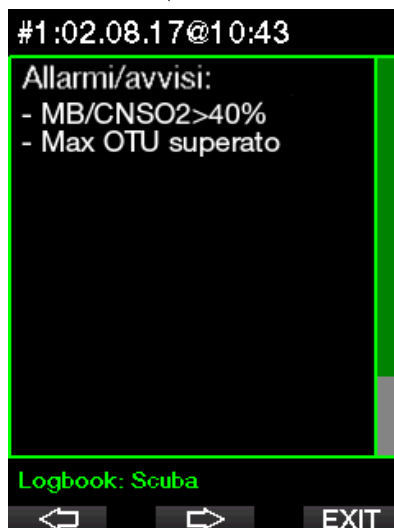 #1:02.08.17@10:43
Allarmi/avvisi:
- MB/CNSO2>40%
- Max OTU superato
Logbook: Scuba
EXIT